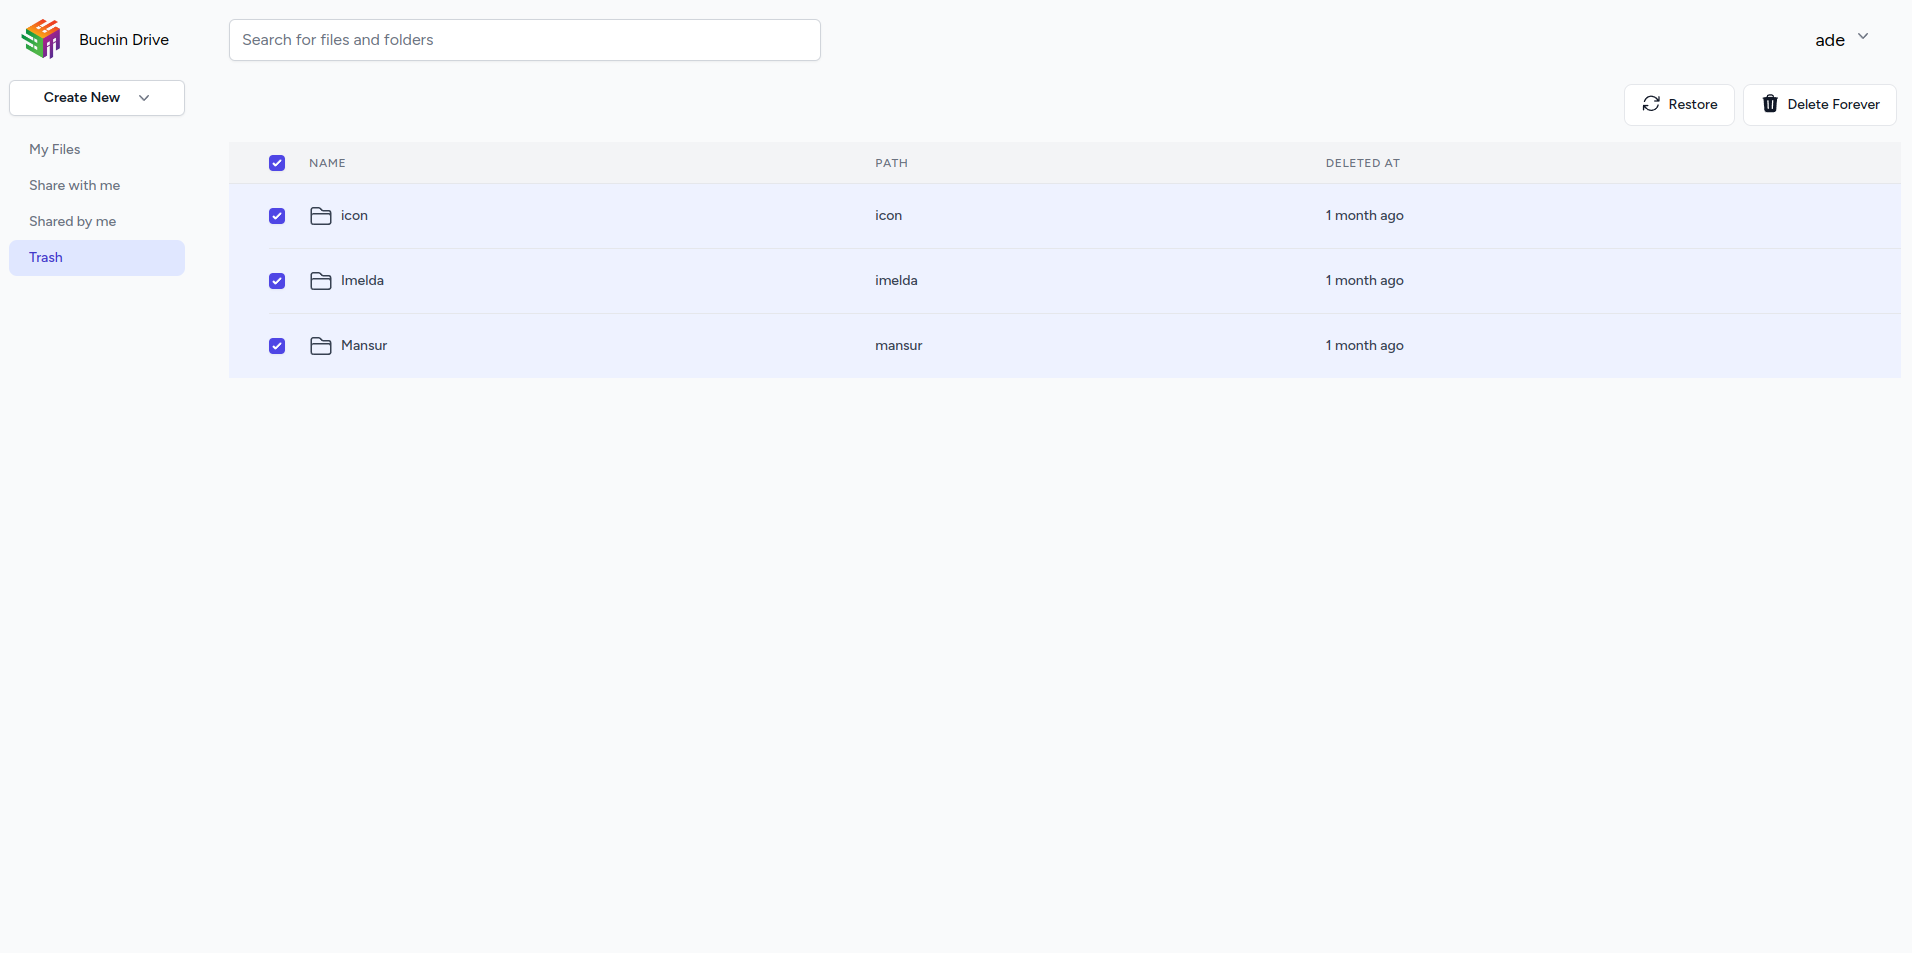 Buchin Drive
Search for files and folders
ade
Create New
Restore
Delete Forever
My Files
Share with me
Shared by me
Trash
NAME PATH DELETED AT
icon icon 1 month ago
Imelda imelda 1 month ago
Mansur mansur 1 month ago